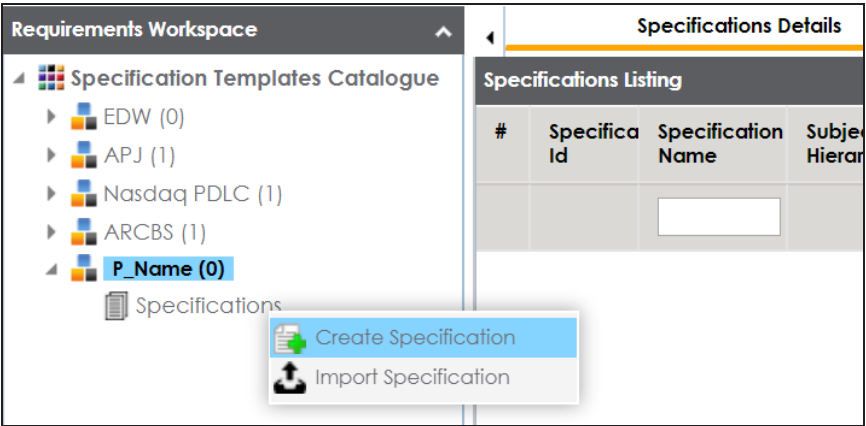 Requirements Workspace
Specifications Details
Specification Templates Catalogue
Specifications Listing
EDW (0)
# Specifica Specification Subje
Id Name Hierar
APJ (1)
Nasdaq PDLC (1)
ARCBS (1)
P_Name (0)
Specifications
Create Specification
Import Specification